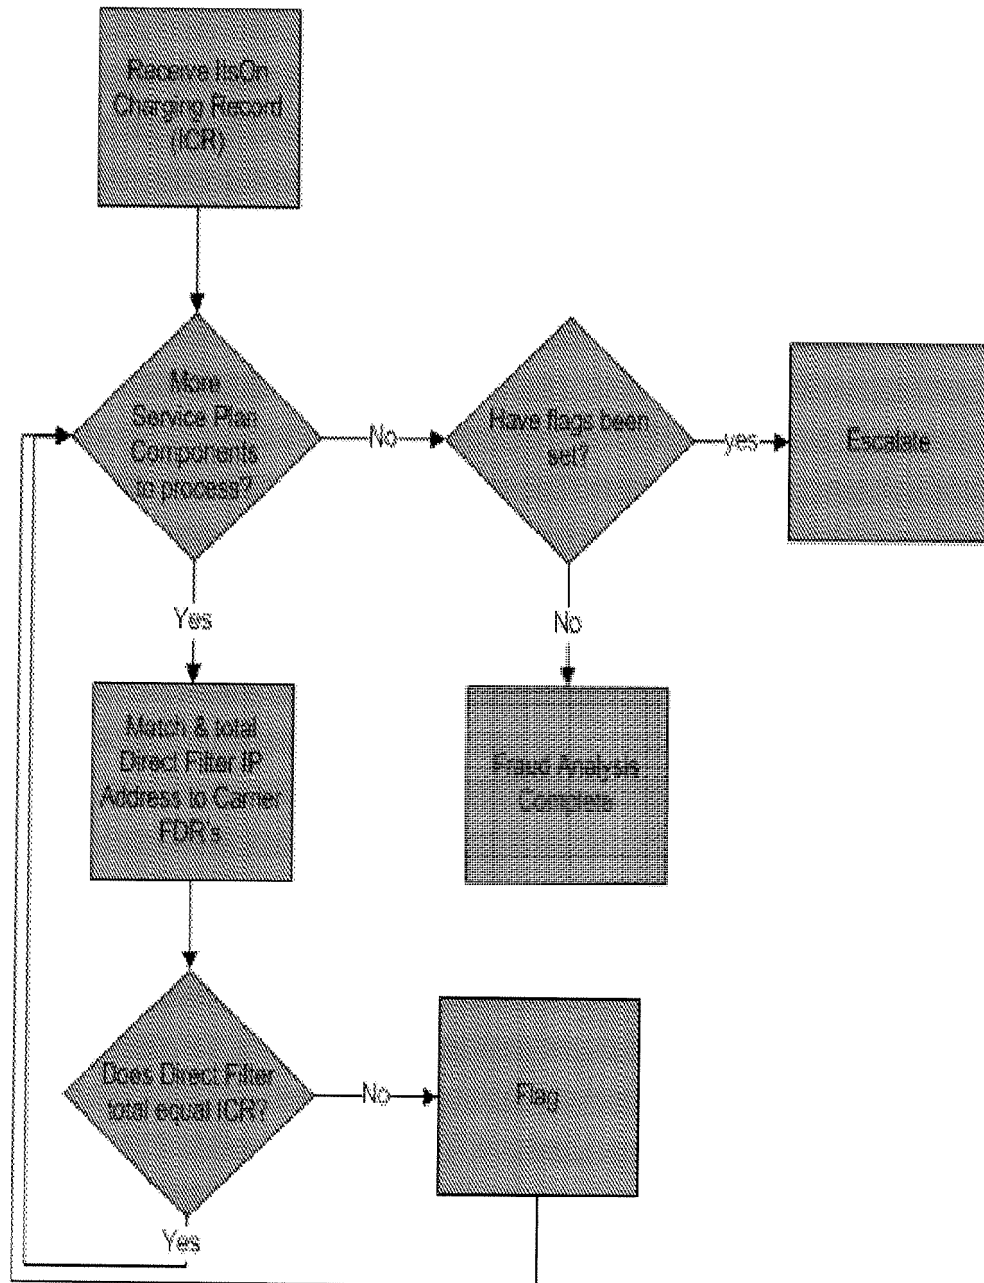 Receive ItsOn
Charging Record
(ICR)
More
Service Plan
Components
to process?
No
Have flags been
set?
yes
Escalate
Yes
No
Match & total
Direct Filter IP
Address to Carrier
FDR's
Fraud Analysis
Complete
Does Direct Filter
total equal ICR?
No
Flag
Yes